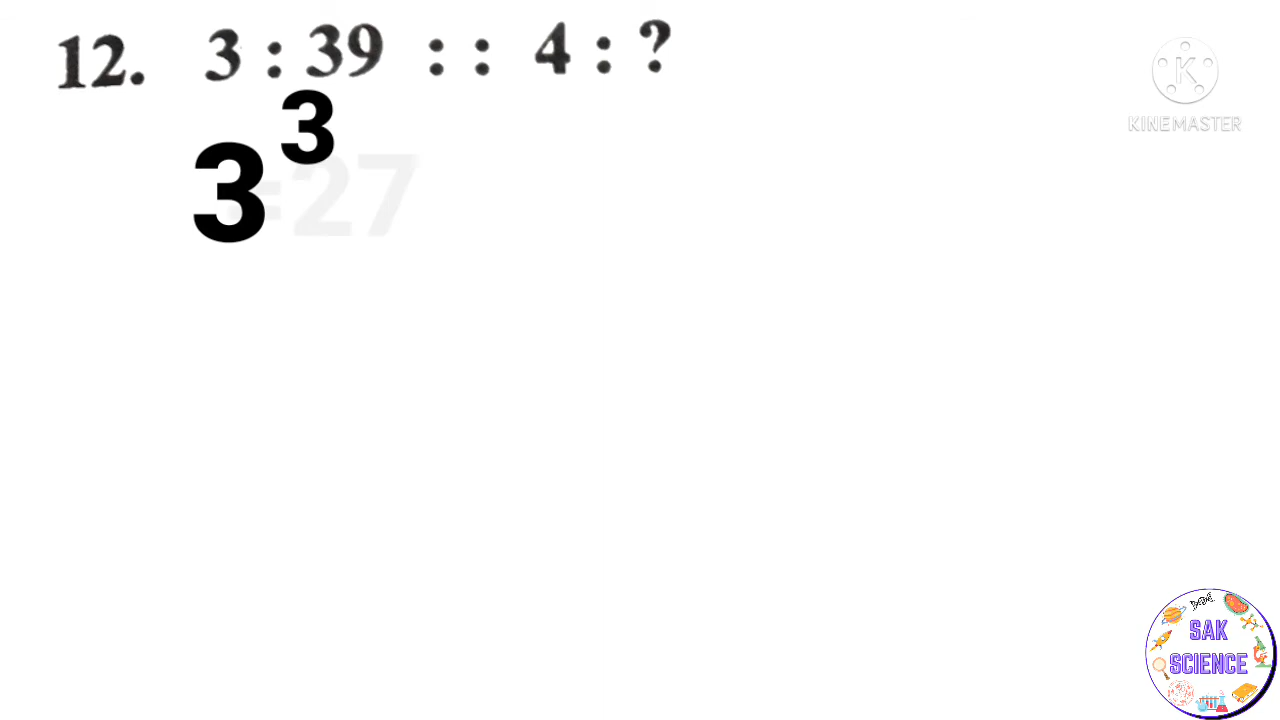 12. 3 : 39 : : 4 : ?
3³ =27
KINEMASTER
SAK
SCIENCE